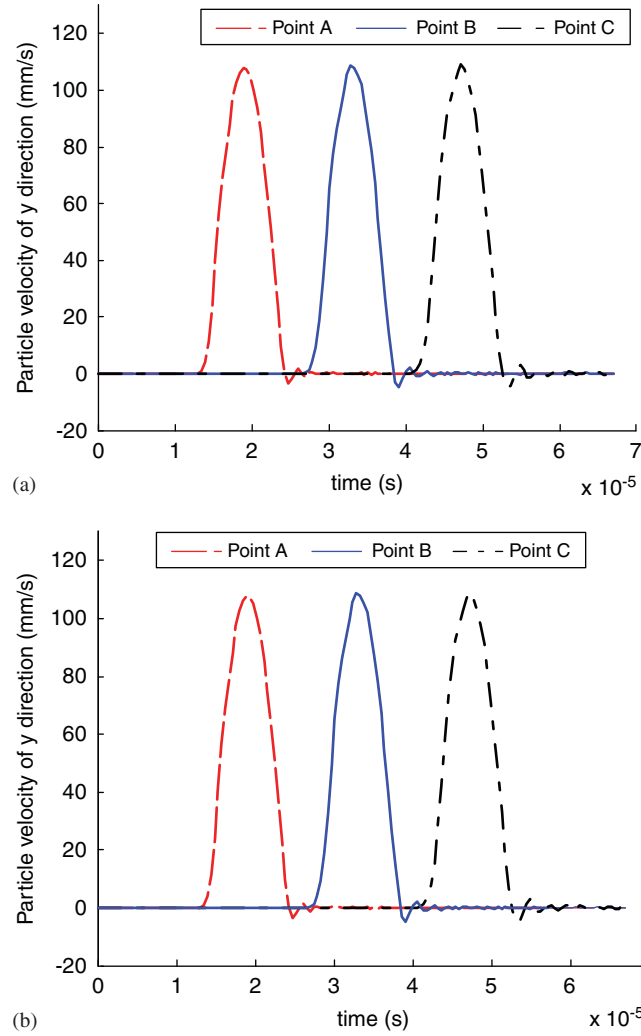 120
100
80
60
40
20
0
-20
Particle velocity of y direction (mm/s)
Point A
Point B
Point C
0
1
2
3
4
5
6
7
time (s)
x 10-5
(a)
120
100
80
60
40
20
0
-20
Particle velocity of y direction (mm/s)
Point A
Point B
Point C
0
1
2
3
4
5
6
time (s)
x 10-5
(b)